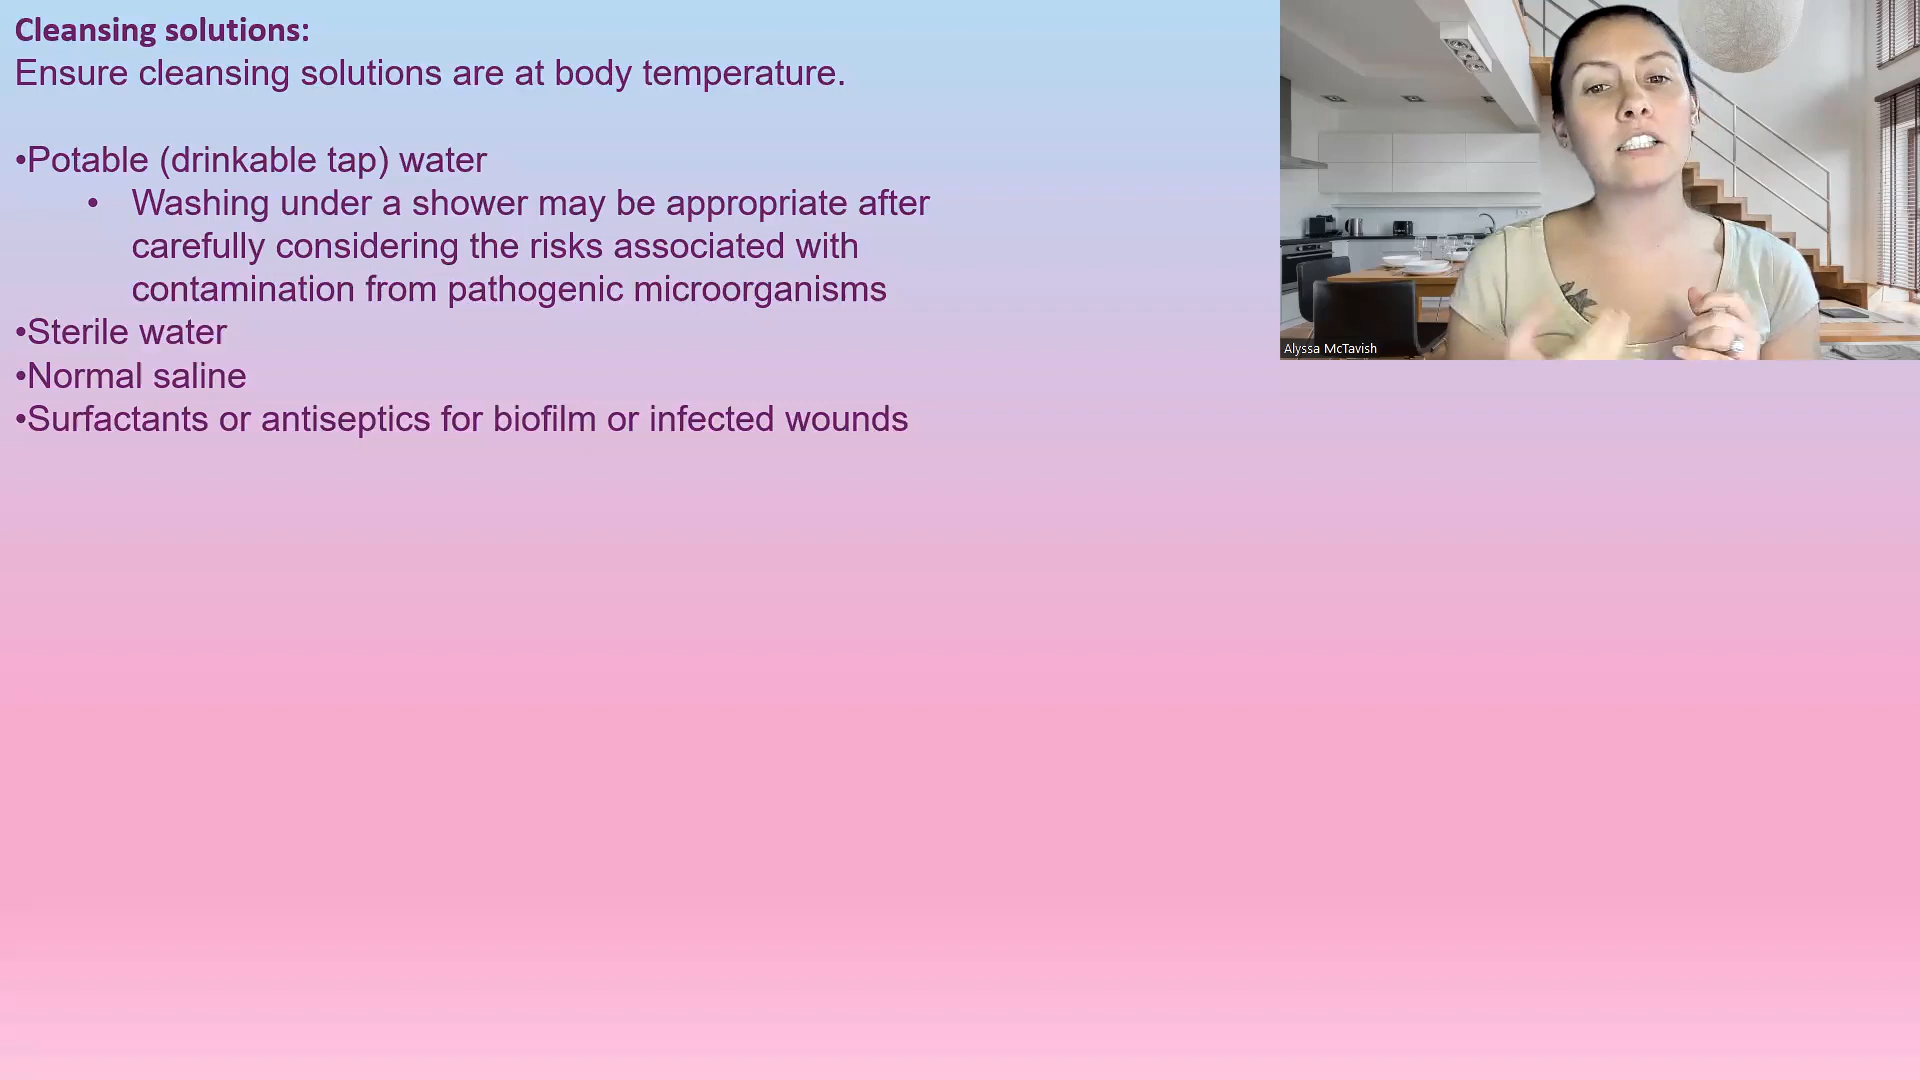 Cleansing solutions:
Ensure cleansing solutions are at body temperature.
•Potable (drinkable tap) water
• Washing under a shower may be appropriate after
carefully considering the risks associated with
contamination from pathogenic microorganisms
•Sterile water
•Normal saline
•Surfactants or antiseptics for biofilm or infected wounds
Alyssa McTavish